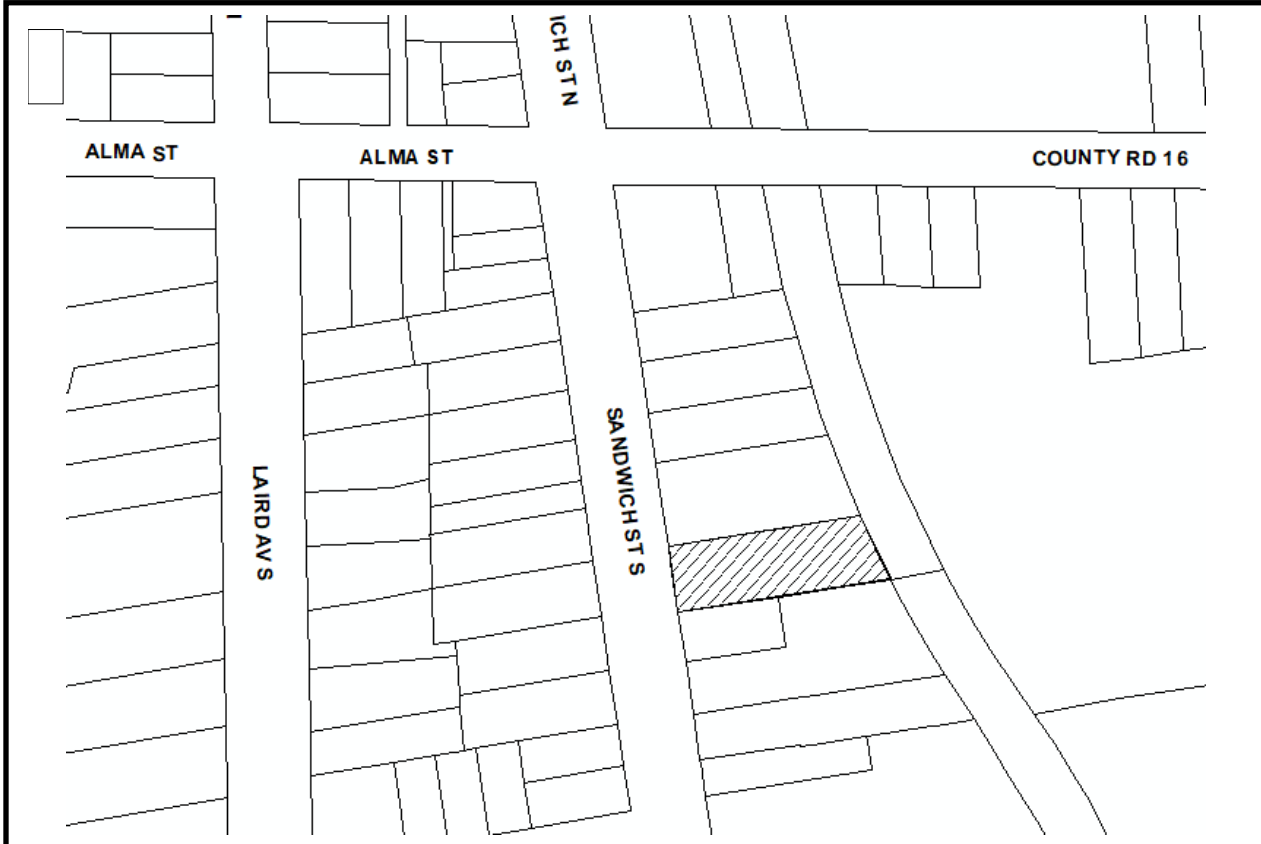 ICH ST N
ALMA ST
ALMA ST
COUNTY RD 16
LAIRD AV S
SANDWICH ST S